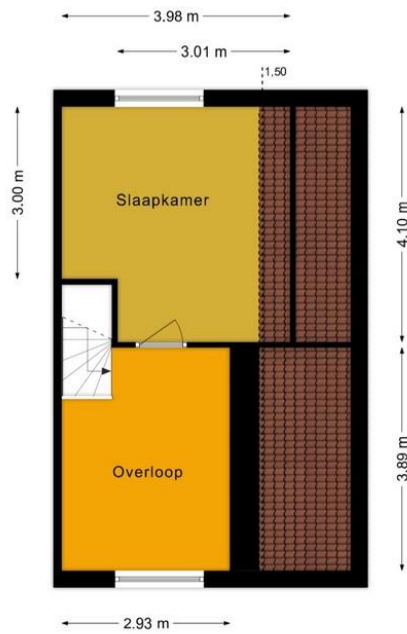 3.98 m
3.01 m
1.50
3.00 m
4.10 m
Slaapkamer
Overloop
3.89 m
2.93 m